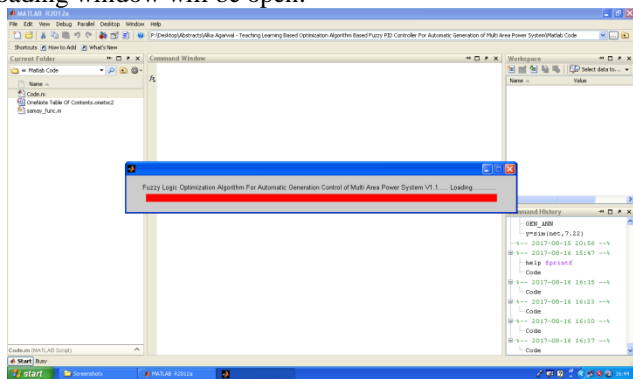 loading window will be open.
MATLAB R2012a
File Edit View Debug Parallel Desktop Window Help
P:\Desktop\Abstracts\Alka Agarwal - Teaching Learning Based Optimization Algorithm Based Fuzzy PID Controller For Automatic Generation of Multi Area Power System\Matlab Code
Shortcuts How to Add What's New
Current Folder
Command Window
Workspace
Matlab Code
Select data to...
Name
Name Value
Code.m
OneNote Table Of Contents.onetoc2
samay_func.m
fx
Fuzzy Logic Optimization Algorithm For Automatic Generation Control of Multi Area Power System V1.1..... Loading............
Command History
GEN_ANN
y=sim(net,7.22)
%-- 2017-08-15 20:56 --%
%-- 2017-08-16 15:47 --%
help fprintf
Code
%-- 2017-08-16 16:15 --%
Code
%-- 2017-08-16 16:23 --%
Code
%-- 2017-08-16 16:30 --%
Code
%-- 2017-08-16 16:37 --%
Code
Code.m (MATLAB Script)
Start Busy
start Screenshots MATLAB R2012a 16:44